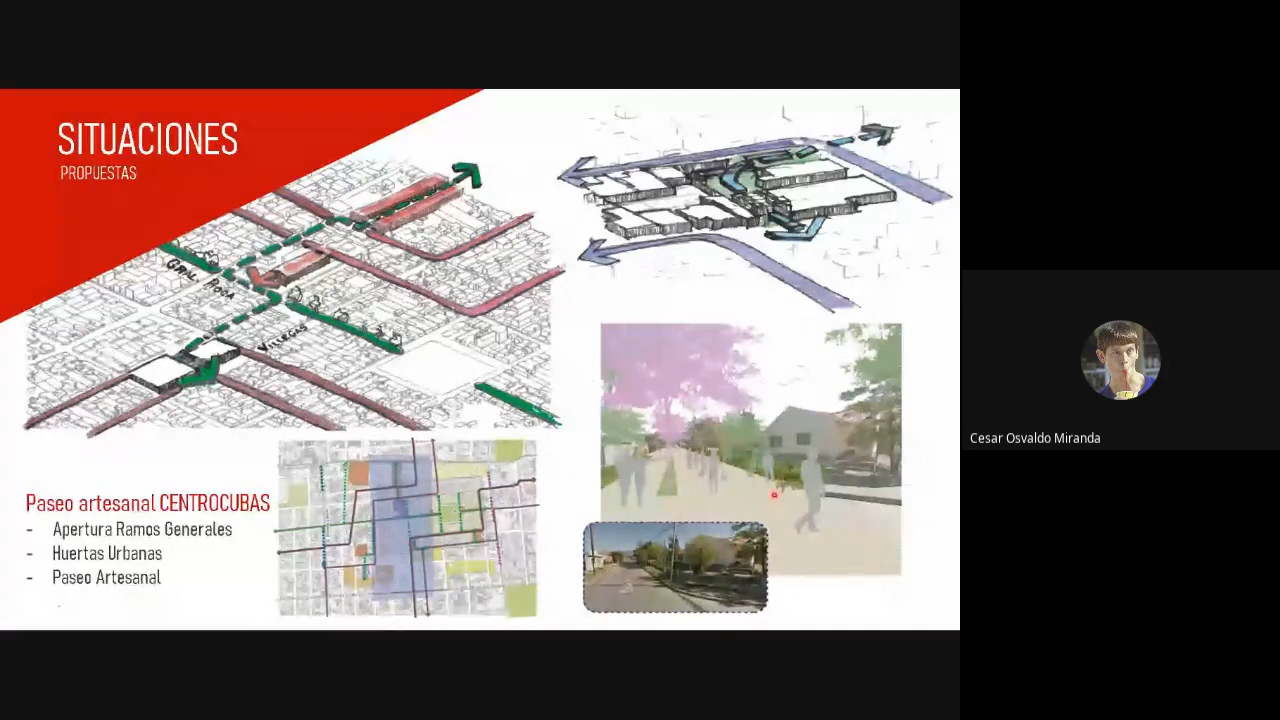 SITUACIONES
PROPUESTAS
GRAL. ROCA
VILLEGAS
Paseo artesanal CENTROCUBAS
- Apertura Ramos Generales
- Huertas Urbanas
- Paseo Artesanal
Cesar Osvaldo Miranda